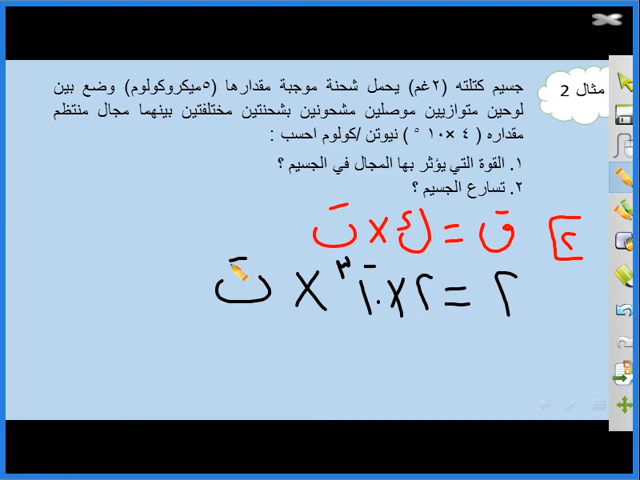 مثال 2
جسيم كتلته (٢غم) يحمل شحنة موجبة مقدارها (٥ميكروكولوم) وضع بين
لوحين متوازيين موصلين مشحونين بشحنتين مختلفتين بينهما مجال منتظم
مقداره ( ٤ ×١٠ ° ) نيوتن /كولوم احسب :
١. القوة التي يؤثر بها المجال في الجسيم ؟
٢. تسارع الجسيم ؟
٢] ق = ك × ت
٢ = ٢ × ١٠⁻٣ × ت